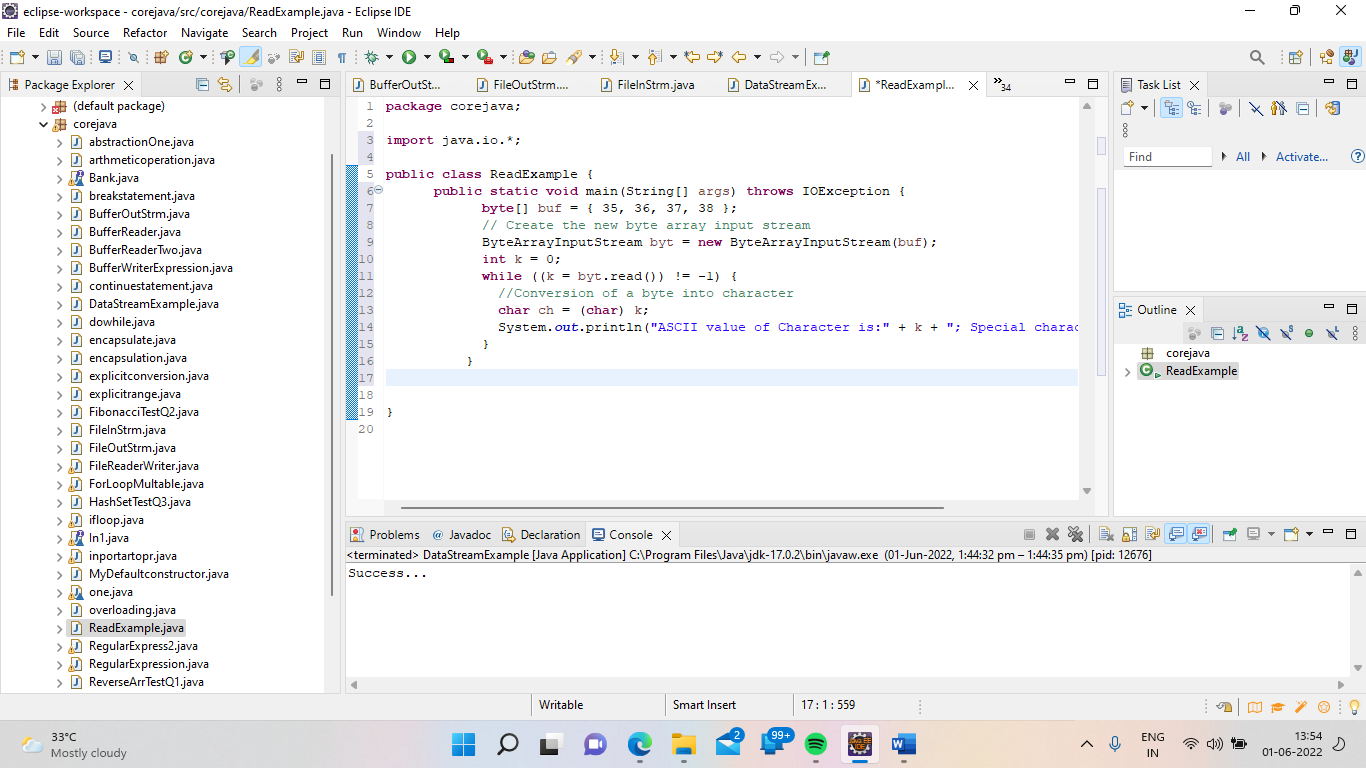 eclipse-workspace - corejava/src/corejava/ReadExample.java - Eclipse IDE
File Edit Source Refactor Navigate Search Project Run Window Help
Package Explorer
(default package)
corejava
abstractionOne.java
arthmeticoperation.java
Bank.java
breakstatement.java
BufferOutStrm.java
BufferReader.java
BufferReaderTwo.java
BufferWriterExpression.java
continuestatement.java
DataStreamExample.java
dowhile.java
encapsulate.java
encapsulation.java
explicitconversion.java
explicitrange.java
FibonacciTestQ2.java
FileInStrm.java
FileOutStrm.java
FileReaderWriter.java
ForLoopMultable.java
HashSetTestQ3.java
ifloop.java
In1.java
inportartopr.java
MyDefaultconstructor.java
one.java
overloading.java
ReadExample.java
RegularExpress2.java
RegularExpression.java
ReverseArrTestQ1.java
BufferOutSt... FileOutStrm.... FileInStrm.java DataStreamEx... *ReadExampl... 34
1 package corejava;
2
3 import java.io.*;
4
5 public class ReadExample {
6 public static void main(String[] args) throws IOException {
7 byte[] buf = { 35, 36, 37, 38 };
8 // Create the new byte array input stream
9 ByteArrayInputStream byt = new ByteArrayInputStream(buf);
10 int k = 0;
11 while ((k = byt.read()) != -1) {
12 //Conversion of a byte into character
13 char ch = (char) k;
14 System.out.println("ASCII value of Character is:" + k + "; Special charac
15 }
16 }
17
18
19 }
20
Task List
Find All Activate...
Outline
corejava
ReadExample
Problems @ Javadoc Declaration Console
<terminated> DataStreamExample [Java Application] C:\Program Files\Java\jdk-17.0.2\bin\javaw.exe (01-Jun-2022, 1:44:32 pm – 1:44:35 pm) [pid: 12676]
Success...
Writable Smart Insert 17 : 1 : 559
33°C
Mostly cloudy
2
99+
ENG
IN
13:54
01-06-2022